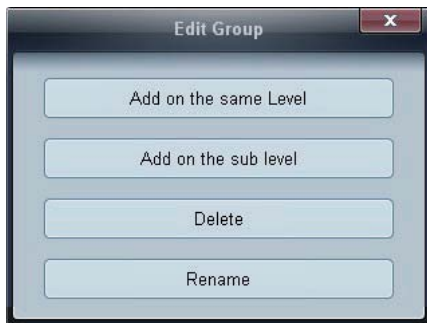 Edit Group
Add on the same Level
Add on the sub level
Delete
Rename